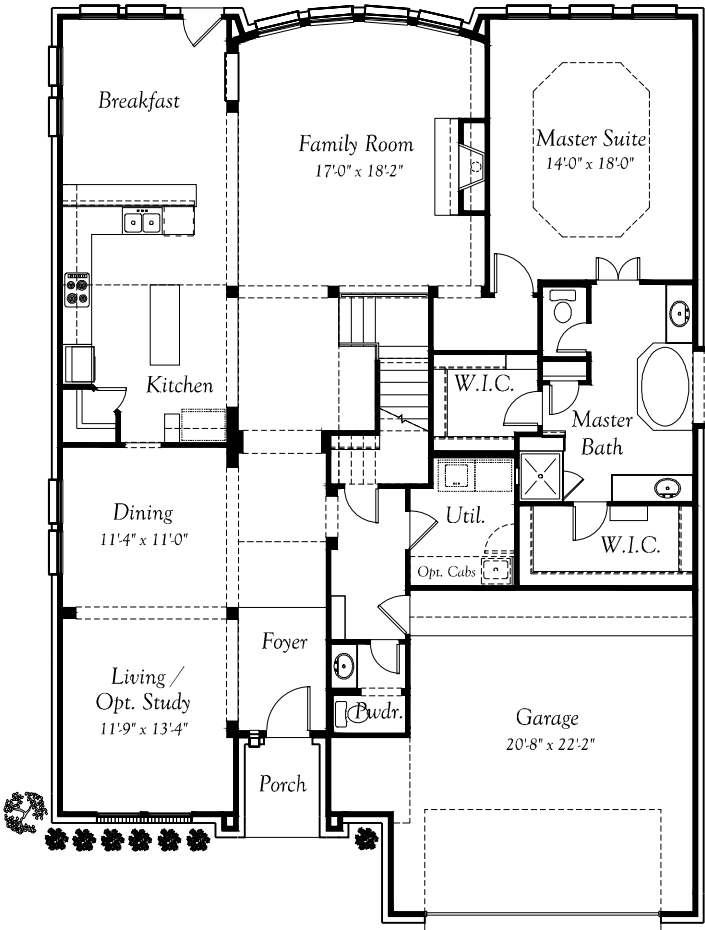 Breakfast
Family Room
17'-0" x 18'-2"
Master Suite
14'-0" x 18'-0"
Kitchen
W.I.C.
Master
Bath
Dining
11'-4" x 11'-0"
Util.
W.I.C.
Opt. Cabs
Foyer
Living /
Opt. Study
11'-9" x 13'-4"
Pwdr.
Garage
20'-8" x 22'-2"
Porch